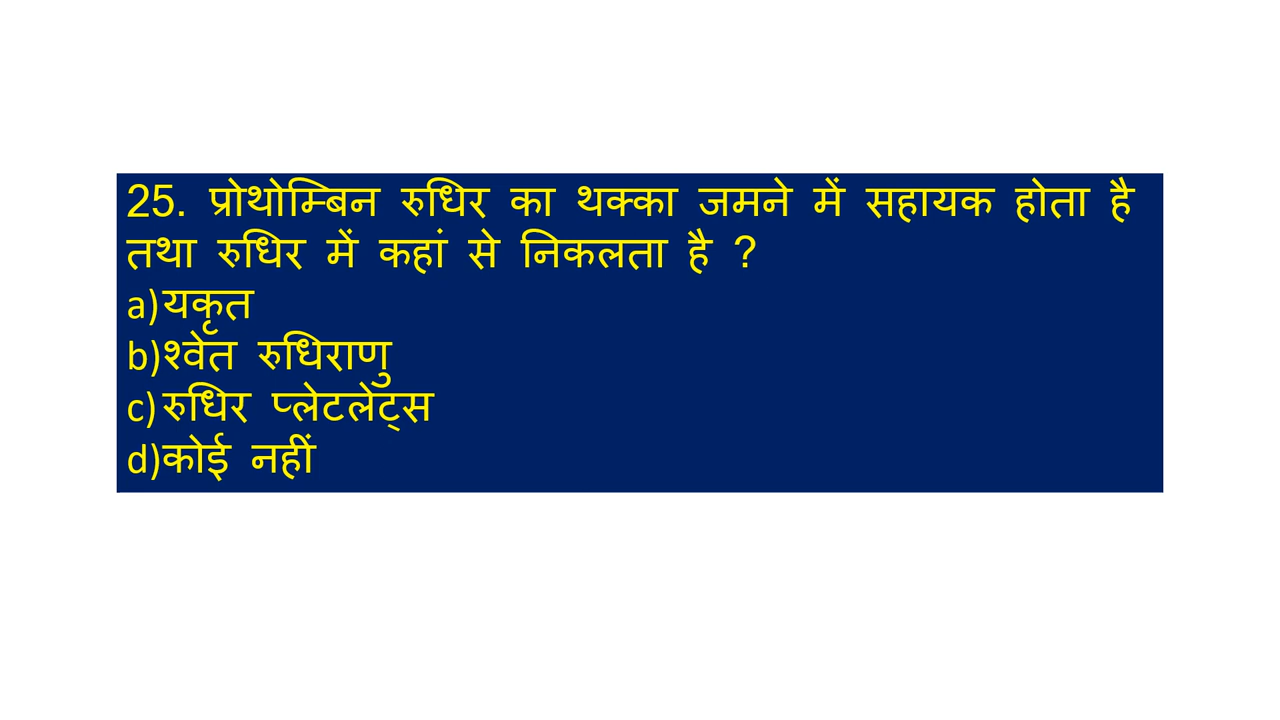 25. प्रोथोम्बिन रुधिर का थक्का जमने में सहायक होता है
तथा रुधिर में कहां से निकलता है ?
a)यकृत
b)श्वेत रुधिराणु
c)रुधिर प्लेटलेट्स
d)कोई नहीं